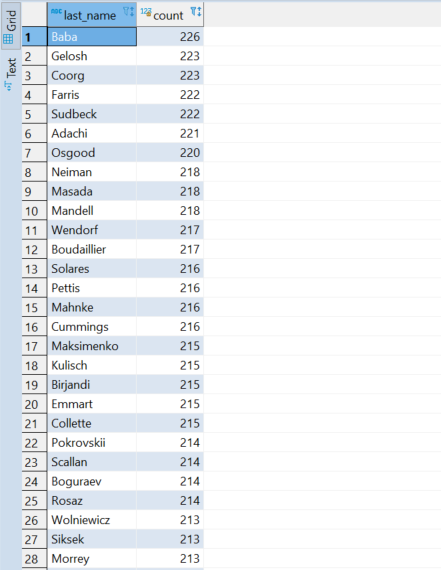 Grid
Text
ABC last_name 123 count
1 Baba 226
2 Gelosh 223
3 Coorg 223
4 Farris 222
5 Sudbeck 222
6 Adachi 221
7 Osgood 220
8 Neiman 218
9 Masada 218
10 Mandell 218
11 Wendorf 217
12 Boudaillier 217
13 Solares 216
14 Pettis 216
15 Mahnke 216
16 Cummings 216
17 Maksimenko 215
18 Kulisch 215
19 Birjandi 215
20 Emmart 215
21 Collette 215
22 Pokrovskii 214
23 Scallan 214
24 Boguraev 214
25 Rosaz 214
26 Wolniewicz 213
27 Siksek 213
28 Morrey 213